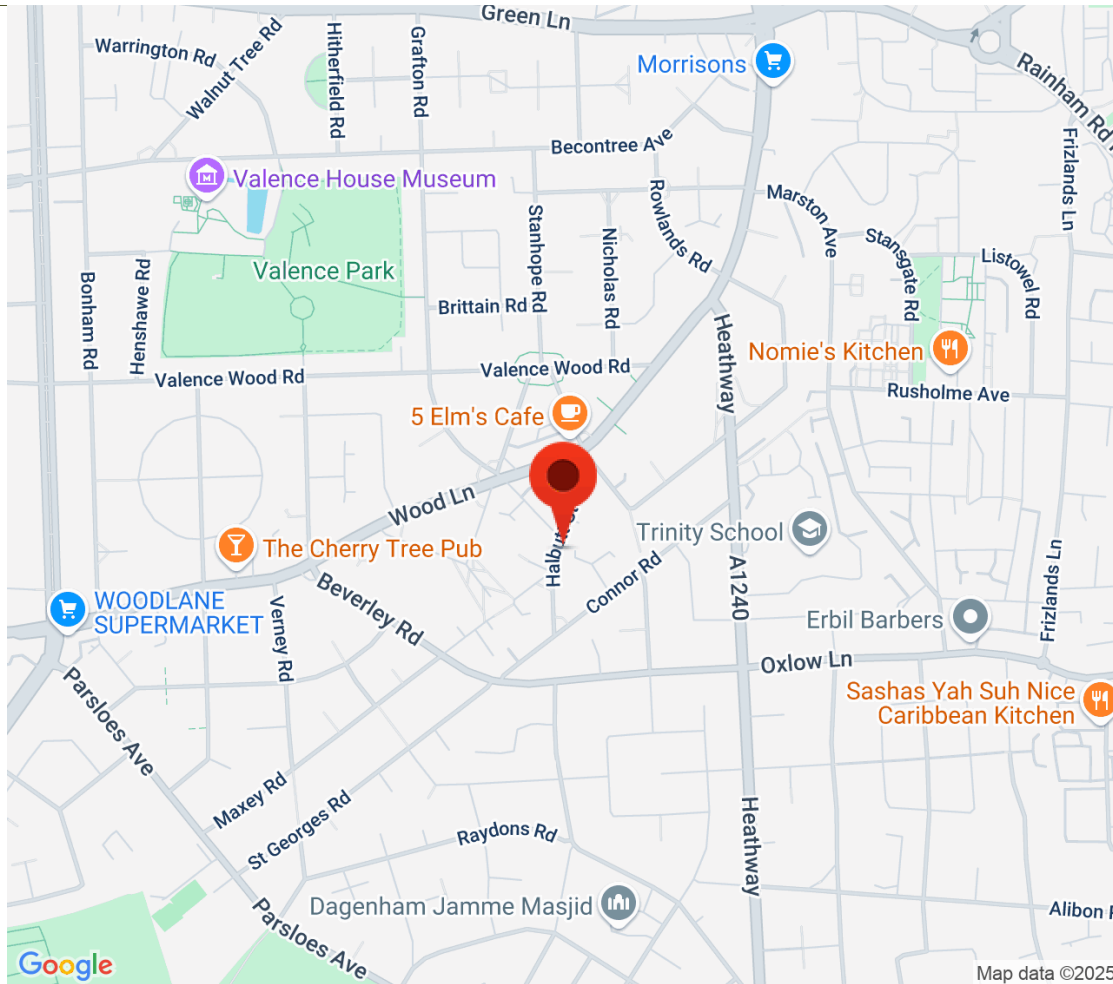 Green Ln
Warrington Rd
Walnut Tree Rd
Hitherfield Rd
Grafton Rd
Morrisons
Rainham Rd
Becontree Ave
Frizlands Ln
Valence House Museum
Rowlands Rd
Marston Ave
Stanhope Rd
Nicholas Rd
Stansgate Rd
Listowel Rd
Valence Park
Bonham Rd
Henshawe Rd
Brittain Rd
Heathway
Nomie's Kitchen
Valence Wood Rd
Valence Wood Rd
Rusholme Ave
5 Elm's Cafe
Wood Ln
Trinity School
The Cherry Tree Pub
Connor Rd
A1240
Frizlands Ln
WOODLANE
SUPERMARKET
Beverley Rd
Verney Rd
Erbil Barbers
Oxlow Ln
Parsloes Ave
Sashas Yah Suh Nice
Caribbean Kitchen
Maxey Rd
St Georges Rd
Raydons Rd
Heathway
Dagenham Jamme Masjid
Alibon
Parsloes Ave
Google
Map data ©2025